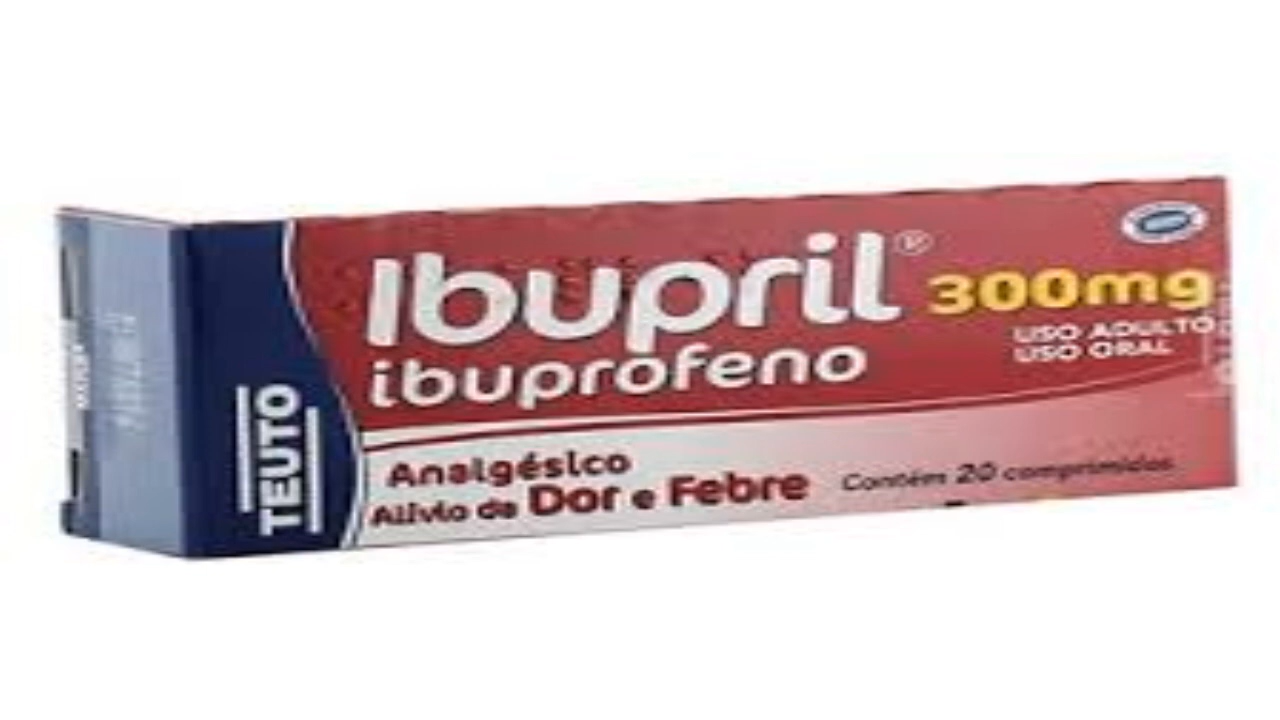 Ibupril®
300mg
ibuprofeno
USO ADULTO
USO ORAL
TEUTO
Analgésico
Alívio da Dor e Febre
Contém 20 comprimidos